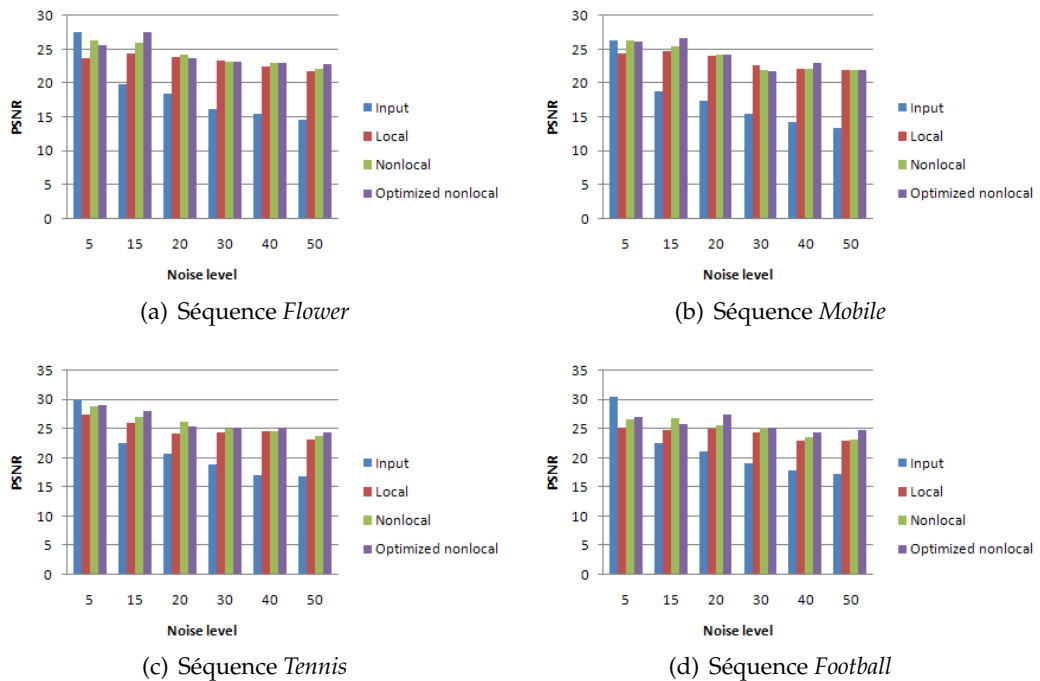 30
25
20
15
10
5
0
PSNR
5 15 20 30 40 50
Noise level
Input
Local
Nonlocal
Optimized nonlocal
(a) Séquence Flower
30
25
20
15
10
5
0
PSNR
5 15 20 30 40 50
Noise level
Input
Local
Nonlocal
Optimized nonlocal
(b) Séquence Mobile
35
30
25
20
15
10
5
0
PSNR
5 15 20 30 40 50
Noise level
Input
Local
Nonlocal
Optimized nonlocal
(c) Séquence Tennis
35
30
25
20
15
10
5
0
PSNR
5 15 20 30 40 50
Noise level
Input
Local
Nonlocal
Optimized nonlocal
(d) Séquence Football